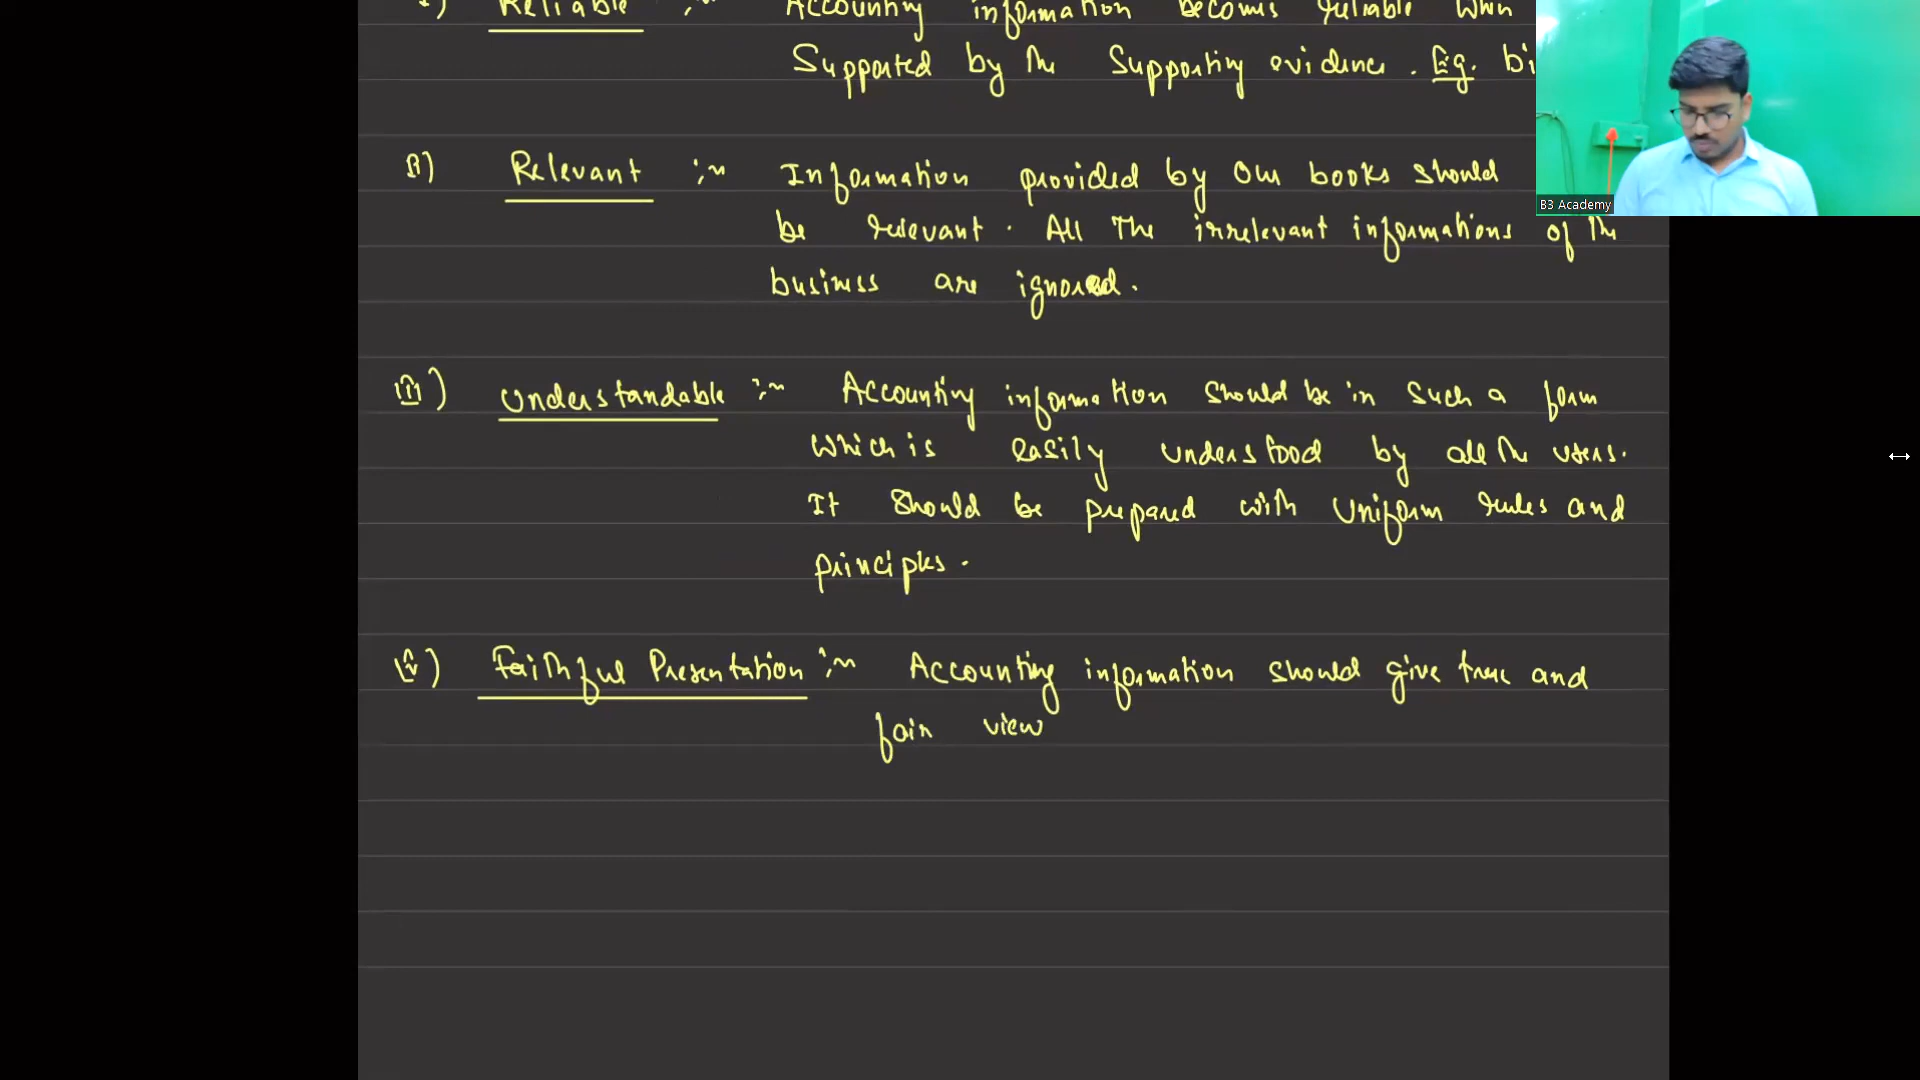 I) Reliable :- Accounting information becomes reliable when
Supported by the Supporting evidence. Eg.
B3 Academy
II) Relevant :- Information provided by our books should
be relevant. All the irrelevant informations of the
business are ignored.
III) Understandable :- Accounting information should be in such a form
which is easily understood by all the users.
It should be prepared with uniform rules and
principles.
IV) Faithful Presentation :- Accounting information should give true and
fair view